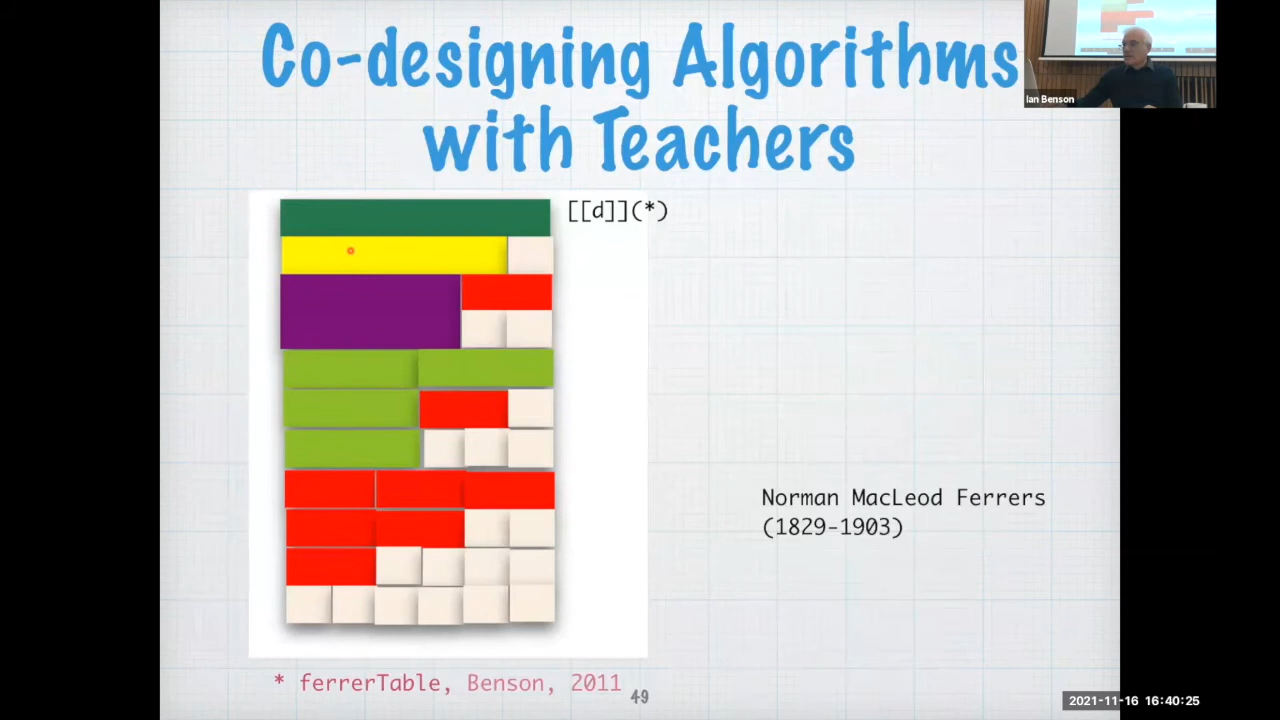 Co-designing Algorithms
with Teachers
Ian Benson
[[d]](*)
Norman MacLeod Ferrers
(1829-1903)
* ferrerTable, Benson, 2011
49
2021-11-16 16:40:25